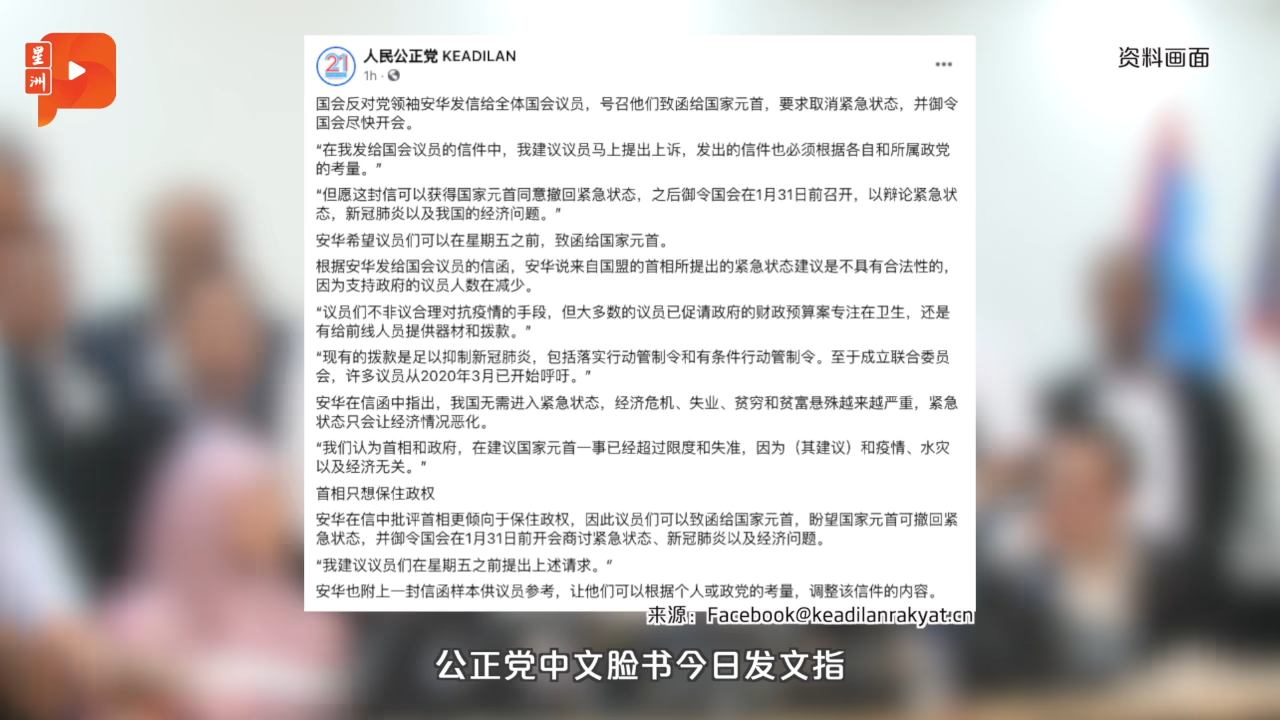 星洲
资料画面
人民公正党 KEADILAN
21
1h
国会反对党领袖安华发信给全体国会议员，号召他们致函给国家元首，要求取消紧急状态，并御令
国会尽快开会。
“在我发给国会议员的信件中，我建议议员马上提出上诉，发出的信件也必须根据各自和所属政党
的考量。”
“但愿这封信可以获得国家元首同意撤回紧急状态，之后御令国会在1月31日前召开，以辩论紧急状
态，新冠肺炎以及我国的经济问题。”
安华希望议员们可以在星期五之前，致函给国家元首。
根据安华发给国会议员的信函，安华说来自国盟的首相所提出的紧急状态建议是不具有合法性的，
因为支持政府的议员人数在减少。
“议员们不非议合理对抗疫情的手段，但大多数的议员已促请政府的财政预算案专注在卫生，还是
有给前线人员提供器材和拨款。”
“现有的拨款是足以抑制新冠肺炎，包括落实行动管制令和有条件行动管制令。至于成立联合委员
会，许多议员从2020年3月已开始呼吁。”
安华在信函中指出，我国无需进入紧急状态，经济危机、失业、贫穷和贫富悬殊越来越严重，紧急
状态只会让经济情况恶化。
“我们认为首相和政府，在建议国家元首一事已经超过限度和失准，因为（其建议）和疫情、水灾
以及经济无关。”
首相只想保住政权
安华在信中批评首相更倾向于保住政权，因此议员们可以致函给国家元首，盼望国家元首可撤回紧
急状态，并御令国会在1月31日前开会商讨紧急状态、新冠肺炎以及经济问题。
“我建议议员们在星期五之前提出上述请求。”
安华也附上一封信函样本供议员参考，让他们可以根据个人或政党的考量，调整该信件的内容。
来源：Facebook@keadilanrakyat.cn
公正党中文脸书今日发文指